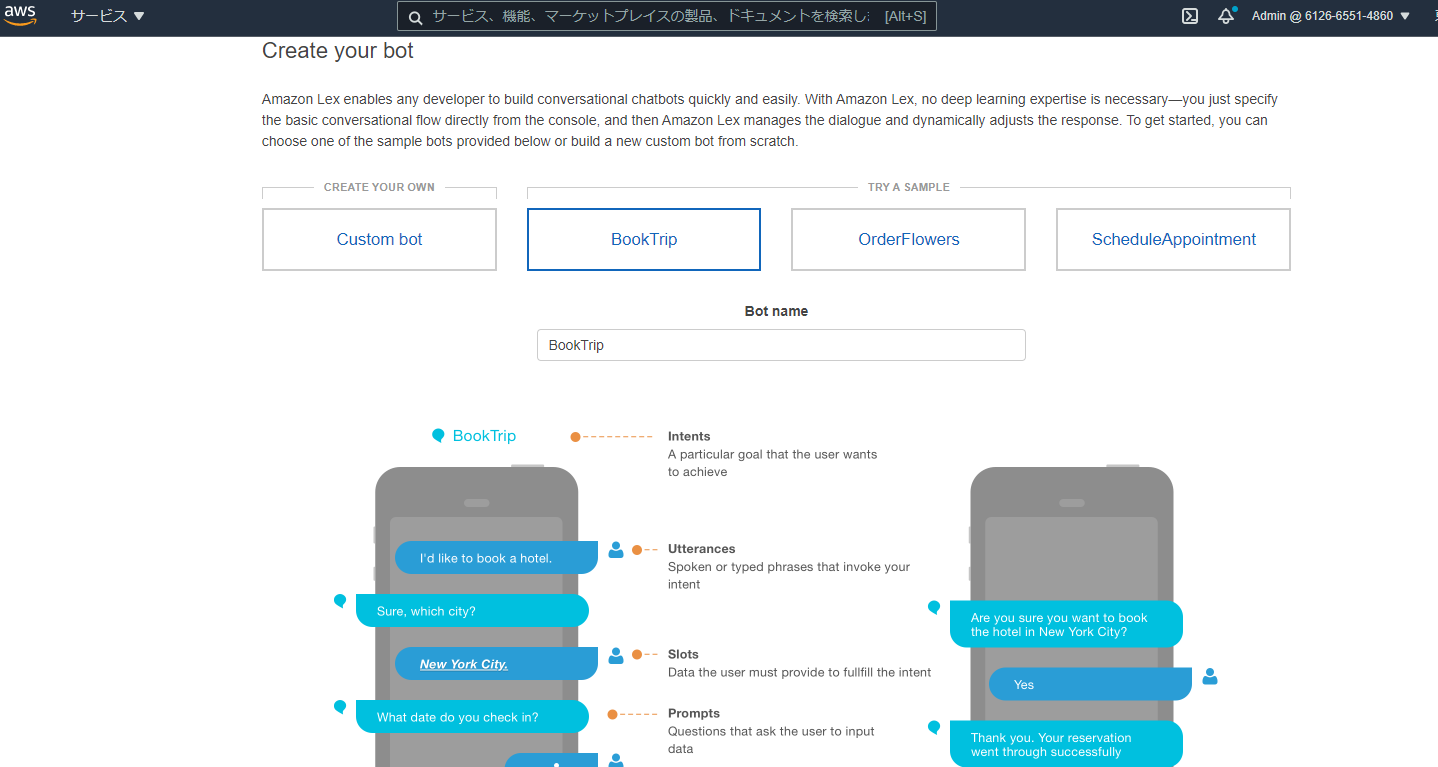 aws
サービス
サービス、機能、マーケットプレイスの製品、ドキュメントを検索し
[Alt+S]
Admin @ 6126-6551-4860
Create your bot
Amazon Lex enables any developer to build conversational chatbots quickly and easily. With Amazon Lex, no deep learning expertise is necessary—you just specify
the basic conversational flow directly from the console, and then Amazon Lex manages the dialogue and dynamically adjusts the response. To get started, you can
choose one of the sample bots provided below or build a new custom bot from scratch.
CREATE YOUR OWN
TRY A SAMPLE
Custom bot
BookTrip
OrderFlowers
ScheduleAppointment
Bot name
BookTrip
BookTrip
Intents
A particular goal that the user wants
to achieve
I'd like to book a hotel.
Utterances
Spoken or typed phrases that invoke your
intent
Sure, which city?
New York City.
Slots
Data the user must provide to fullfill the intent
What date do you check in?
Prompts
Questions that ask the user to input
data
Are you sure you want to book
the hotel in New York City?
Yes
Thank you. Your reservation
went through successfully